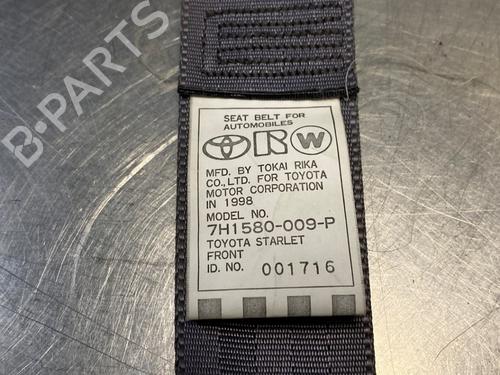 SEAT BELT FOR
AUTOMOBILES
R W
MFD. BY TOKAI RIKA
CO., LTD. FOR TOYOTA
MOTOR CORPORATION
IN 1998
MODEL NO.
7H1580-009-P
TOYOTA STARLET
FRONT
ID. NO. 001716
B-PARTS